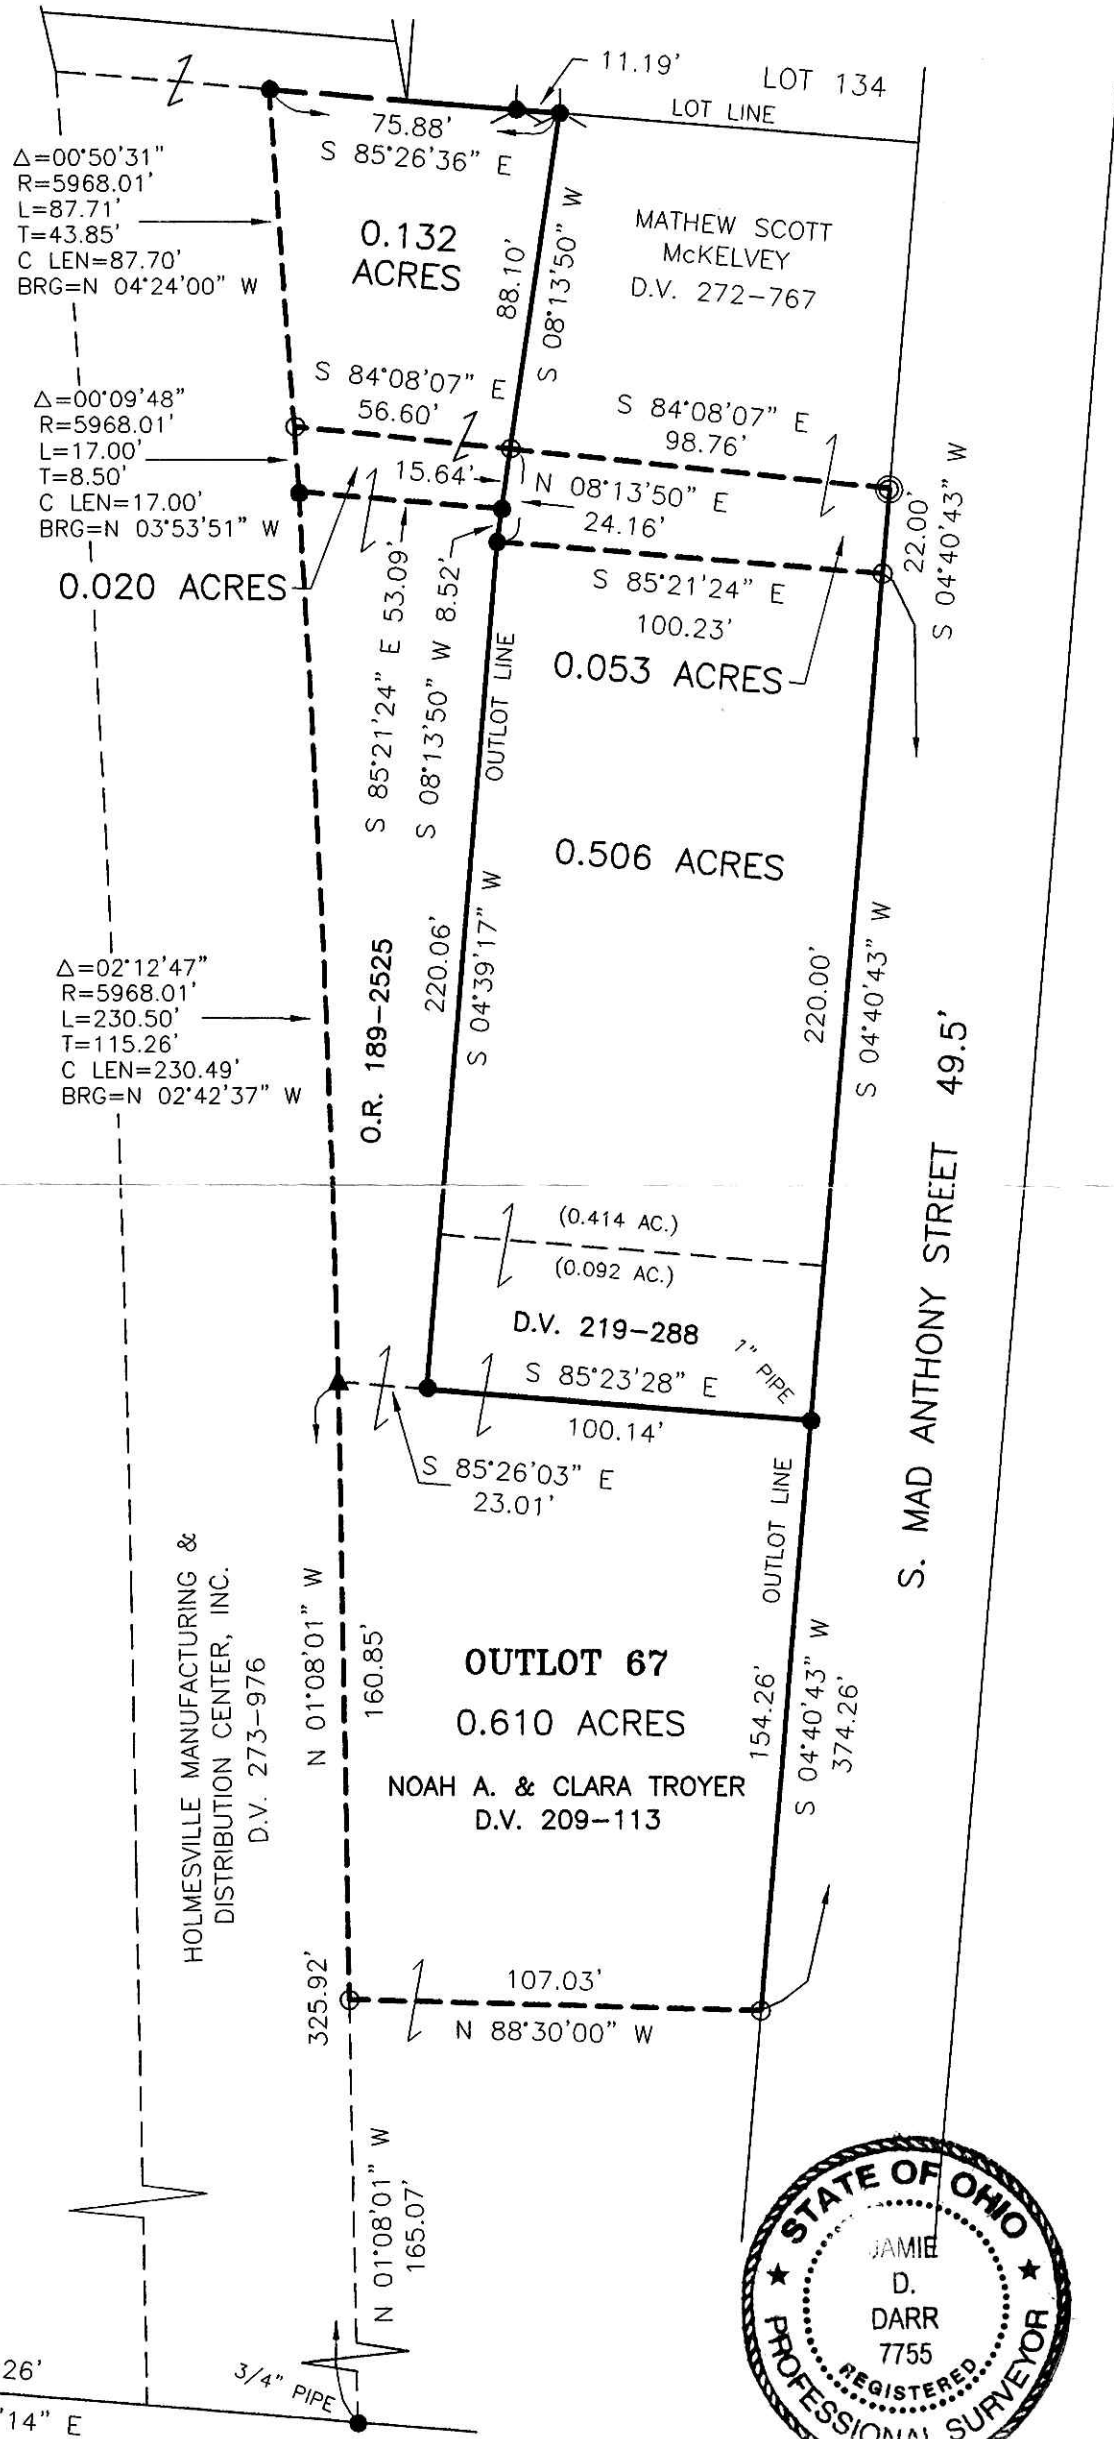 11.19'
LOT 134
LOT LINE
75.88'
S 85°26'36" E
Δ=00°50'31"
R=5968.01'
L=87.71'
T=43.85'
C LEN=87.70'
BRG=N 04°24'00" W
0.132
ACRES
88.10'
S 08°13'50" W
MATHEW SCOTT
McKELVEY
D.V. 272-767
S 84°08'07" E
56.60'
S 84°08'07" E
98.76'
Δ=00°09'48"
R=5968.01'
L=17.00'
T=8.50'
C LEN=17.00'
BRG=N 03°53'51" W
15.64'
N 08°13'50" E
24.16'
22.00'
S 04°40'43" W
0.020 ACRES
S 85°21'24" E 53.09'
S 08°13'50" W 8.52'
S 85°21'24" E
100.23'
0.053 ACRES
OUTLOT LINE
0.506 ACRES
Δ=02°12'47"
R=5968.01'
L=230.50'
T=115.26'
C LEN=230.49'
BRG=N 02°42'37" W
O.R. 189-2525
220.06'
S 04°39'17" W
220.00'
S 04°40'43" W
S. MAD ANTHONY STREET 49.5'
(0.414 AC.)
(0.092 AC.)
D.V. 219-288
1" PIPE
S 85°23'28" E
100.14'
S 85°26'03" E
23.01'
OUTLOT LINE
HOLMESVILLE MANUFACTURING &
DISTRIBUTION CENTER, INC.
D.V. 273-976
N 01°08'01" W
160.85'
OUTLOT 67
0.610 ACRES
NOAH A. & CLARA TROYER
D.V. 209-113
154.26'
S 04°40'43" W
374.26'
325.92'
107.03'
N 88°30'00" W
N 01°08'01" W
165.07'
3/4" PIPE
26'
'14" E
STATE OF OHIO
JAMIE
D.
DARR
7755
REGISTERED
PROFESSIONAL SURVEYOR